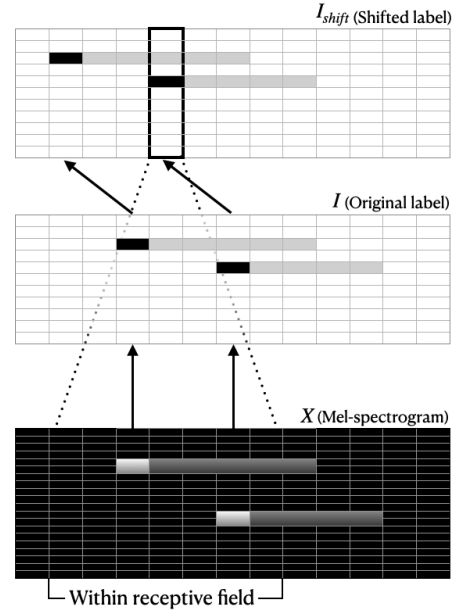 I_shift (Shifted label)
I (Original label)
X (Mel-spectrogram)
Within receptive field